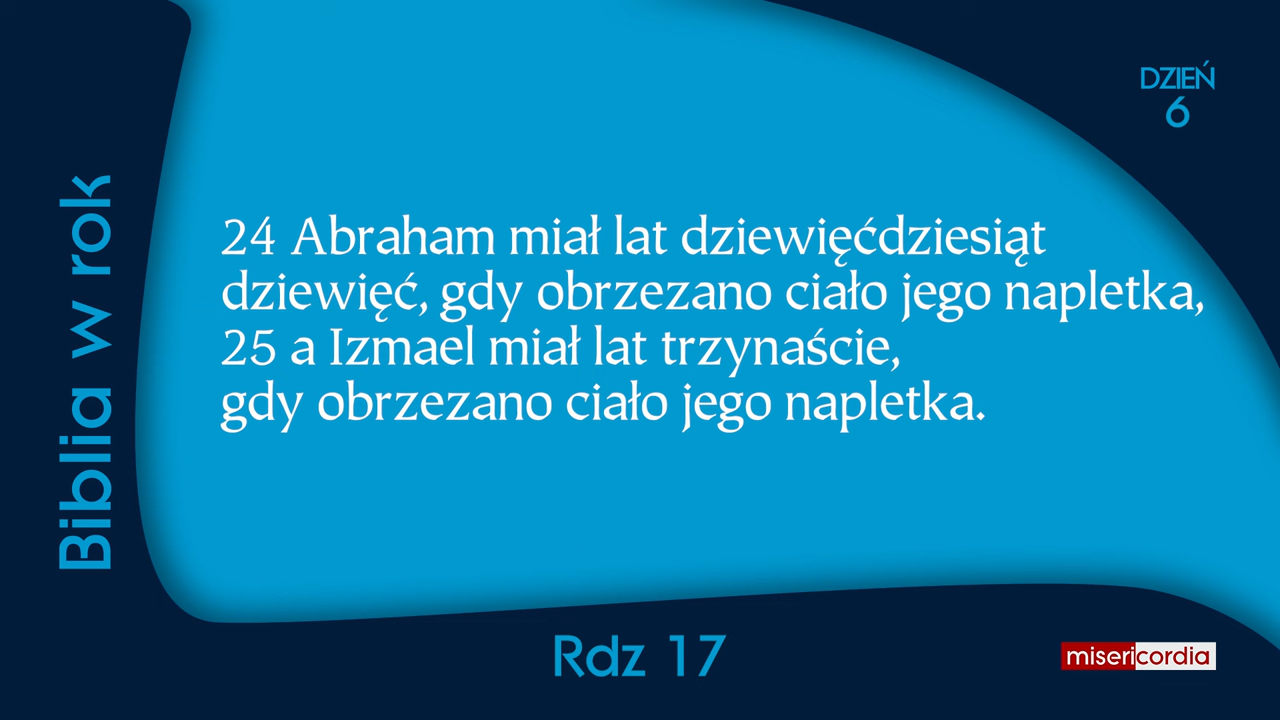 DZIEŃ
6
Biblia w rok
24 Abraham miał lat dziewięćdziesiąt
dziewięć, gdy obrzezano ciało jego napletka,
25 a Izmael miał lat trzynaście,
gdy obrzezano ciało jego napletka.
Rdz 17
misericordia